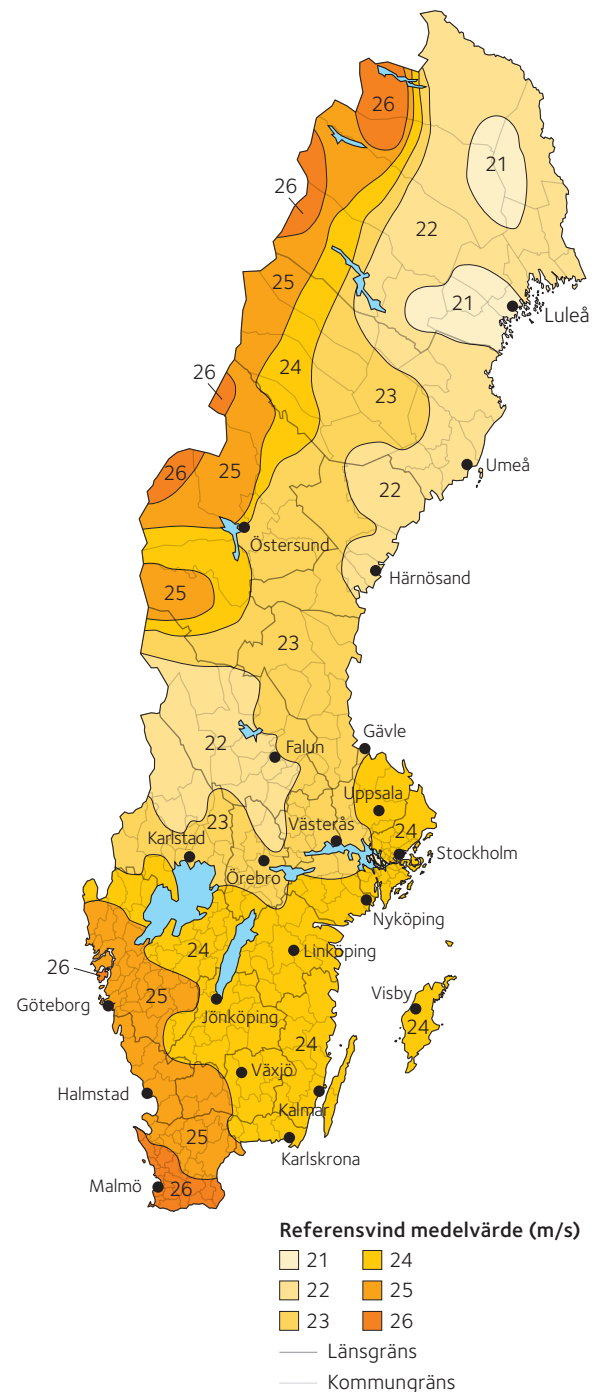 26
21
26
22
25
21
Luleå
24
26
23
25
26
Umeå
22
Östersund
Härnösand
25
23
Gävle
22
Falun
Uppsala
23
Västerås
24
Karlstad
Stockholm
Örebro
Nyköping
24
Linköping
26
25
Visby
Göteborg
Jönköping
24
24
Växjö
Halmstad
Kalmar
25
Karlskrona
Malmö
26
Referensvind medelvärde (m/s)
21 24
22 25
23 26
Länsgräns
Kommungräns